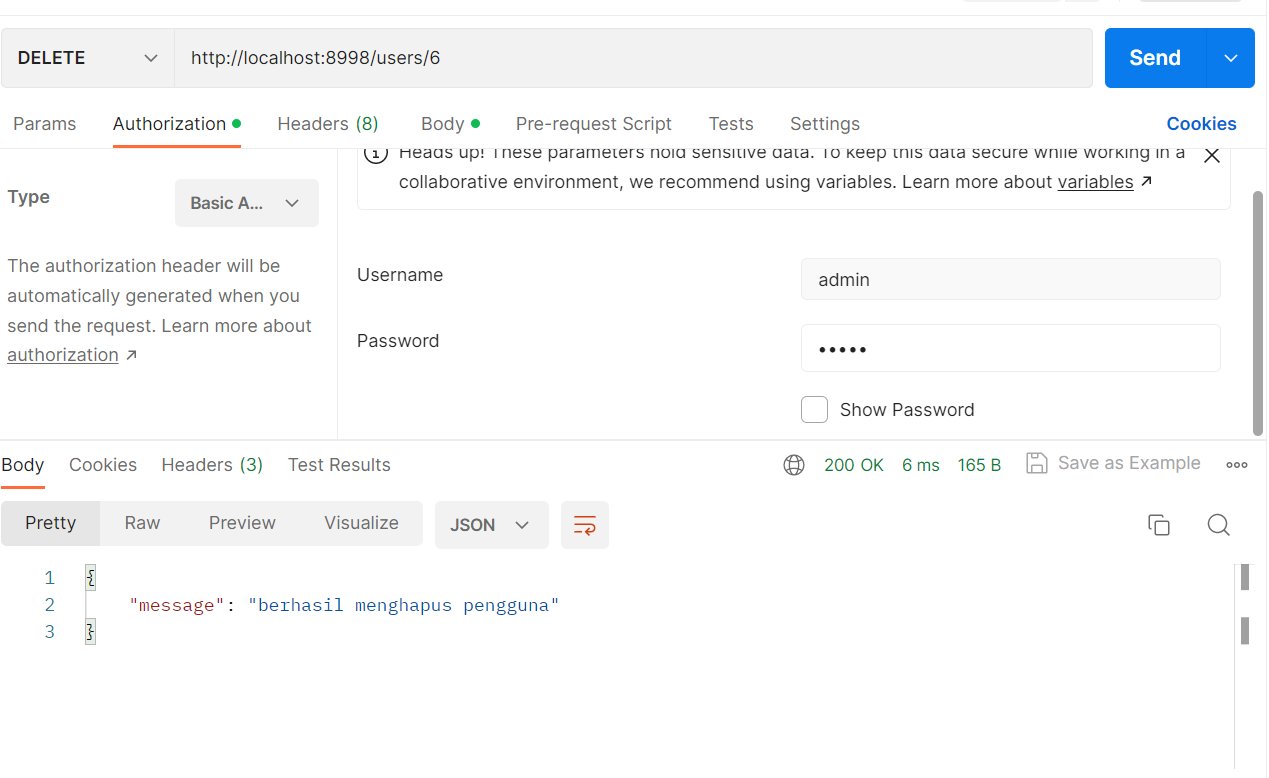 DELETE http://localhost:8998/users/6 Send
Params Authorization Headers (8) Body Pre-request Script Tests Settings Cookies
Heads up! These parameters hold sensitive data. To keep this data secure while working in a
collaborative environment, we recommend using variables. Learn more about variables ↗
Type Basic A...
The authorization header will be
automatically generated when you
send the request. Learn more about
authorization ↗
Username admin
Password •••••
Show Password
Body Cookies Headers (3) Test Results 200 OK 6 ms 165 B Save as Example
Pretty Raw Preview Visualize JSON
1 {
2 "message": "berhasil menghapus pengguna"
3 }